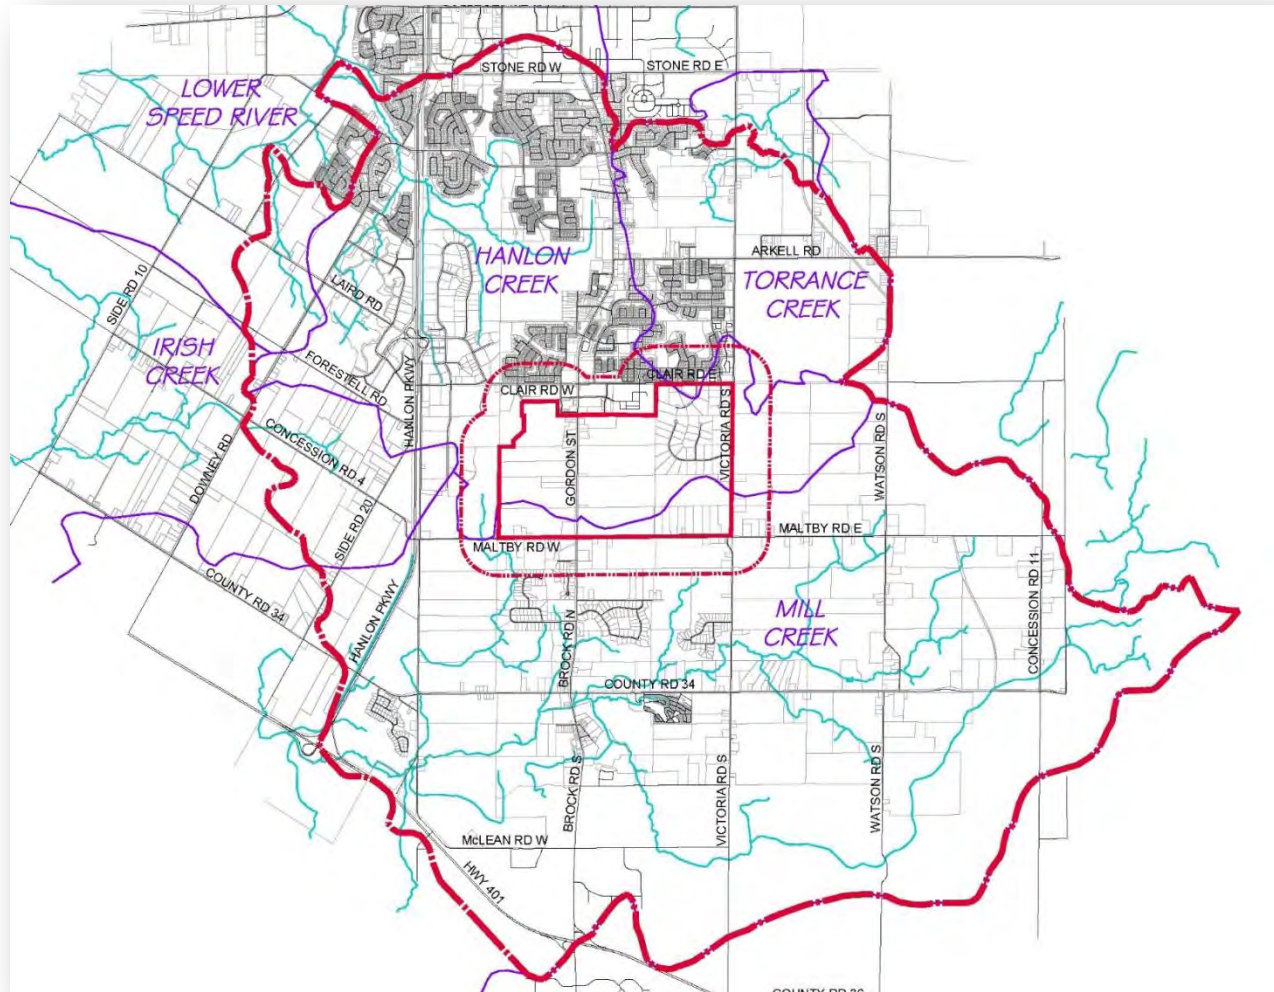 STONE RD W
STONE RD E
LOWER
SPEED RIVER
ARKELL RD
HANLON
CREEK
TORRANCE
CREEK
SIDE RD 10
LAIRD RD
IRISH
CREEK
FORESTELL RD
HANLON PKWY
CLAIR RD W
CLAIR RD E
VICTORIA RD S
GORDON ST
WATSON RD S
CONCESSION RD 4
DOWNEY RD
SIDE RD 20
MALTBY RD W
MALTBY RD E
COUNTY RD 34
HANLON PKWY
BROCK RD N
MILL
CREEK
CONCESSION RD 11
COUNTY RD 34
BROCK RD S
VICTORIA RD S
WATSON RD S
McLEAN RD W
HWY 401